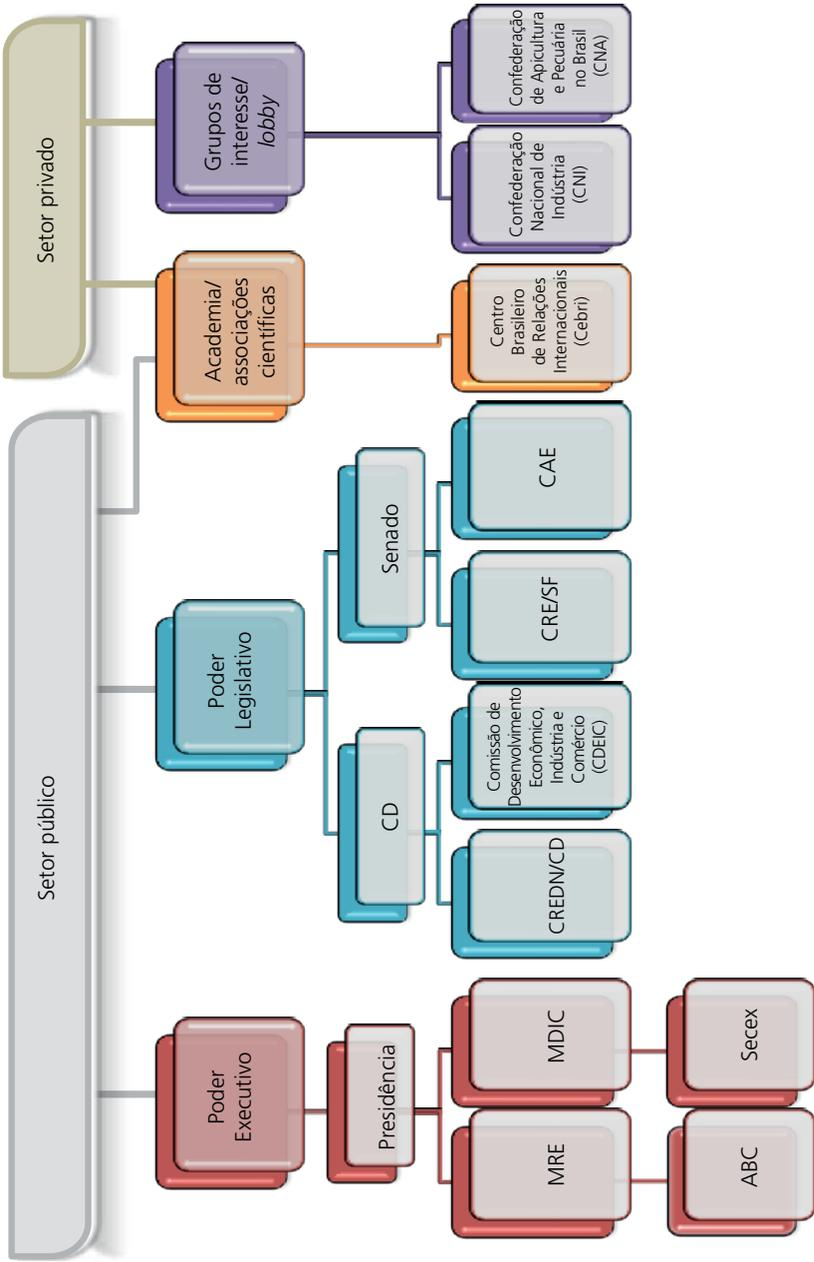 Setor público
Setor privado
Poder
Executivo
Poder
Legislativo
Academia/
associações
científicas
Grupos de
interesse/
lobby
Presidência
CD
Senado
MRE
MDIC
CREDN/CD
Comissão de
Desenvolvimento
Econômico,
Indústria e
Comércio
(CDEIC)
CRE/SF
CAE
Centro
Brasileiro
de Relações
Internacionais
(Cebri)
Confederação
Nacional de
Indústria
(CNI)
Confederação
de Apicultura
e Pecuária
no Brasil
(CNA)
ABC
Secex